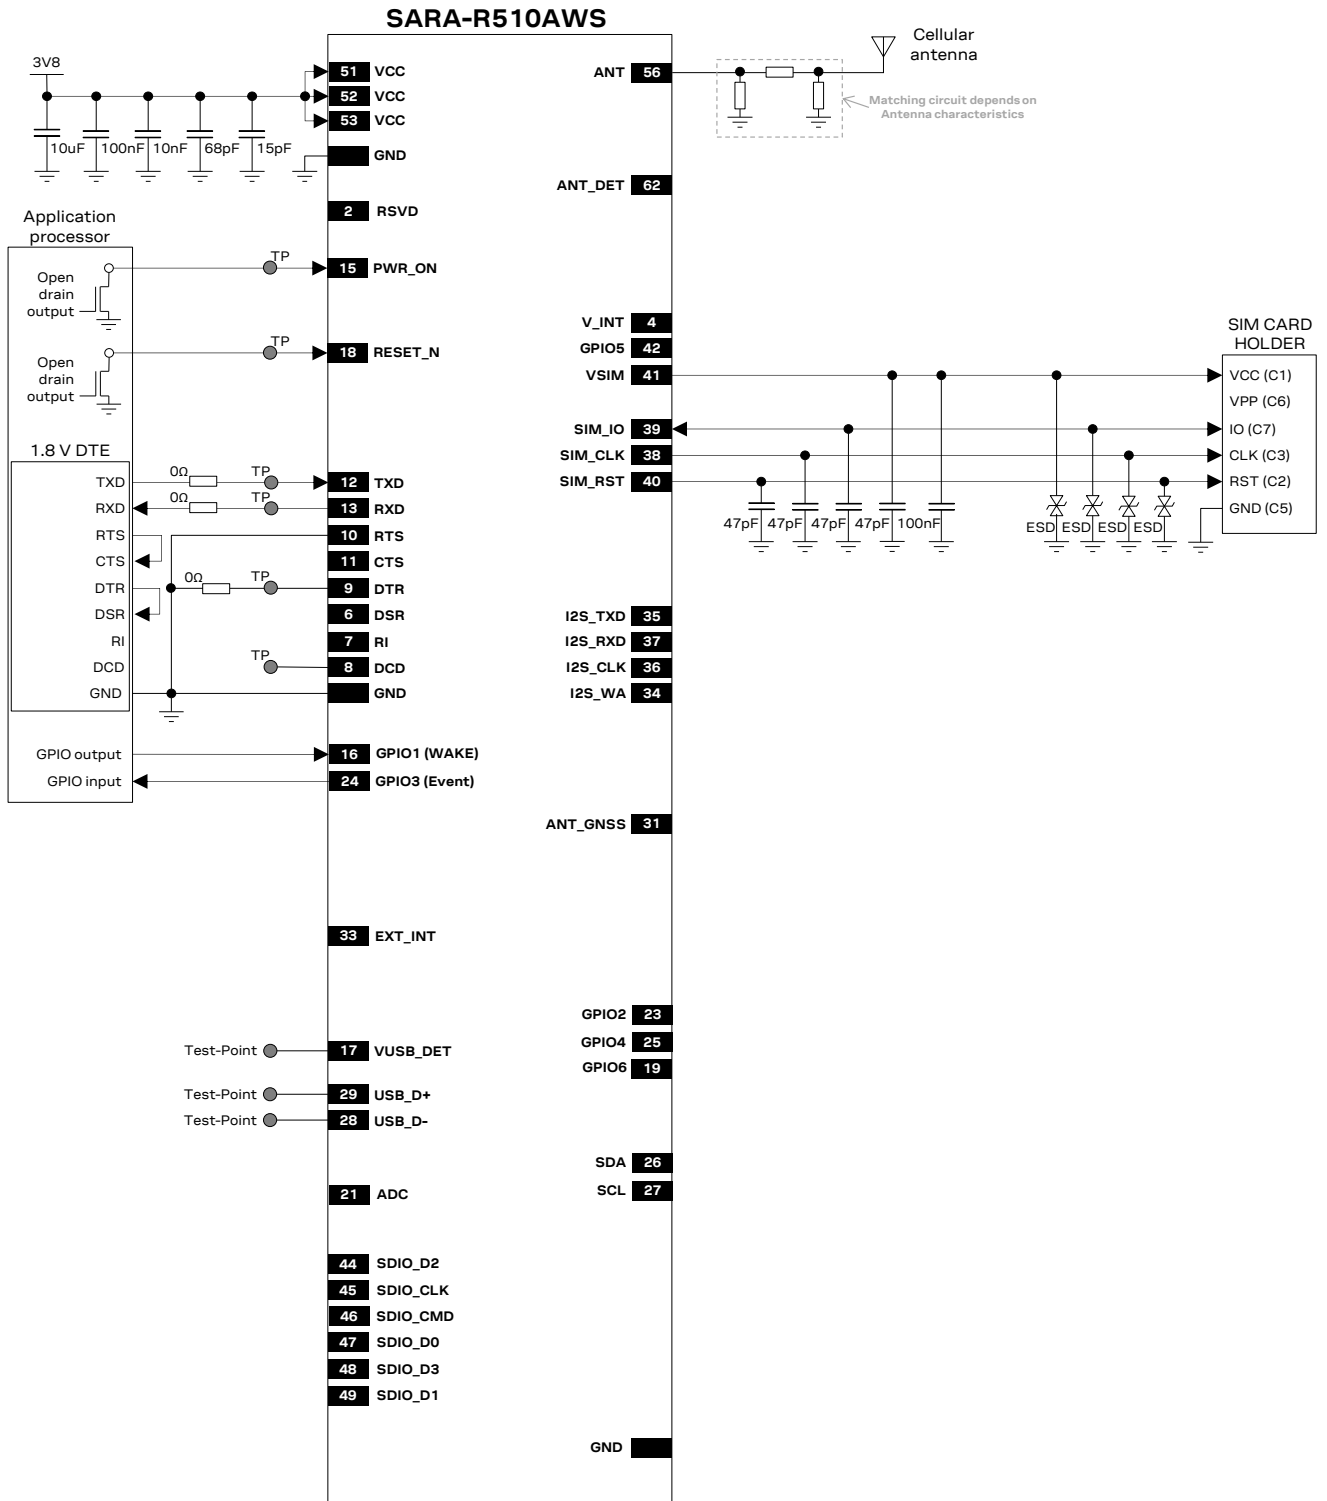 SARA-R510AWS
3V8
51 VCC
52 VCC
53 VCC
10uF 100nF 10nF 68pF 15pF
GND
2 RSVD
Application
processor
Open
drain
output
TP
15 PWR_ON
Open
drain
output
TP
18 RESET_N
1.8 V DTE
TXD 0Ω TP 12 TXD
RXD 0Ω TP 13 RXD
RTS 10 RTS
CTS 11 CTS
DTR 0Ω TP 9 DTR
DSR 6 DSR
RI 7 RI
DCD TP 8 DCD
GND GND
GPIO output 16 GPIO1 (WAKE)
GPIO input 24 GPIO3 (Event)
33 EXT_INT
Test-Point 17 VUSB_DET
Test-Point 29 USB_D+
Test-Point 28 USB_D-
21 ADC
44 SDIO_D2
45 SDIO_CLK
46 SDIO_CMD
47 SDIO_D0
48 SDIO_D3
49 SDIO_D1
ANT 56
Cellular
antenna
Matching circuit depends on
Antenna characteristics
ANT_DET 62
V_INT 4
GPIO5 42
VSIM 41
SIM_IO 39
SIM_CLK 38
SIM_RST 40
47pF 47pF 47pF 47pF 100nF
ESD ESD ESD ESD
SIM CARD
HOLDER
VCC (C1)
VPP (C6)
IO (C7)
CLK (C3)
RST (C2)
GND (C5)
I2S_TXD 35
I2S_RXD 37
I2S_CLK 36
I2S_WA 34
ANT_GNSS 31
GPIO2 23
GPIO4 25
GPIO6 19
SDA 26
SCL 27
GND